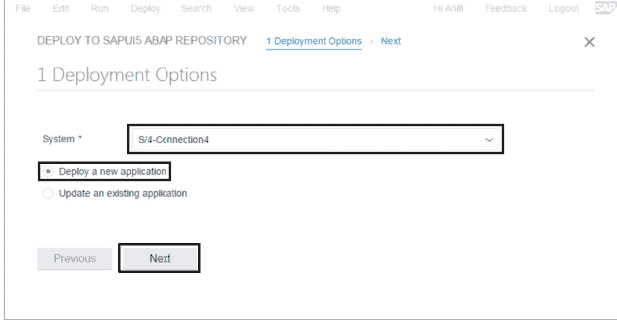 File Edit Run Deploy Search View Tools Help Hi Anil! Feedback Logout SAP
DEPLOY TO SAPUI5 ABAP REPOSITORY 1 Deployment Options > Next ×
1 Deployment Options
System * S/4-Connection4
Deploy a new application
Update an existing application
Previous Next